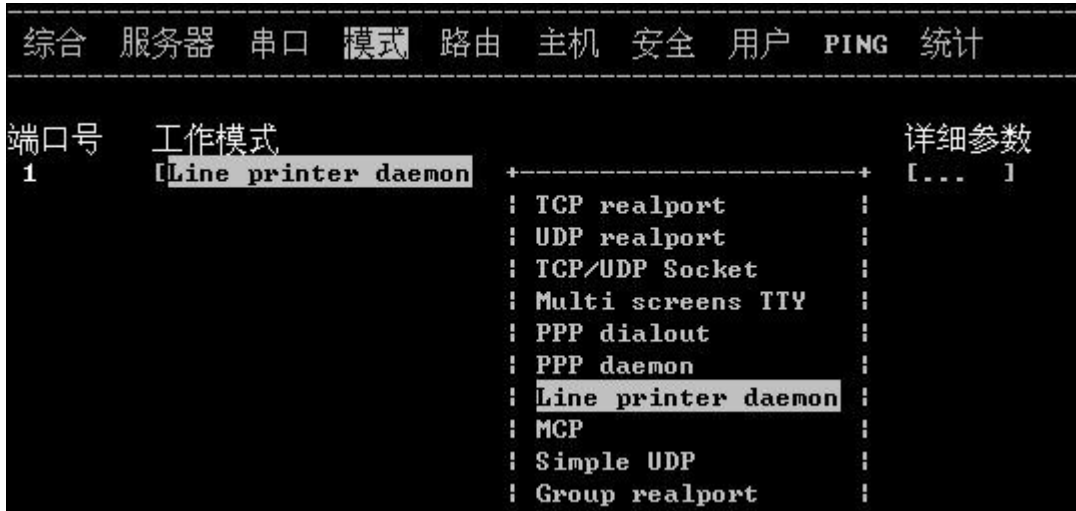 综合 服务器 串口 模式 路由 主机 安全 用户 PING 统计
端口号 工作模式 详细参数
1 [Line printer daemon [... ]
TCP realport
UDP realport
TCP/UDP Socket
Multi screens TTY
PPP dialout
PPP daemon
Line printer daemon
MCP
Simple UDP
Group realport